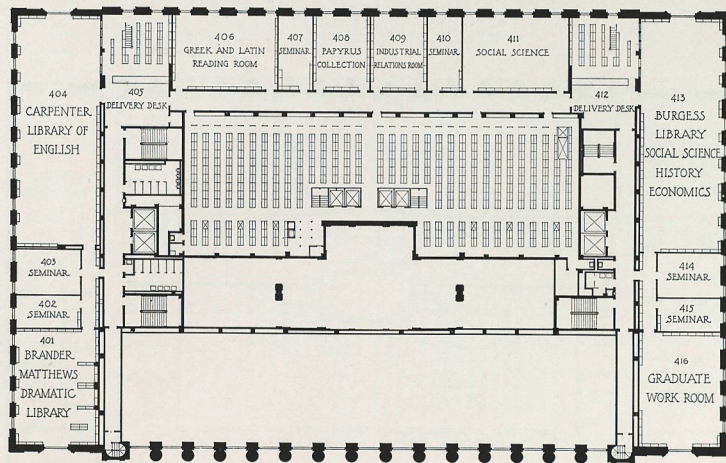 404
CARPENTER
LIBRARY OF
ENGLISH
405
DELIVERY DESK
406
GREEK AND LATIN
READING ROOM
407
SEMINAR
408
PAPYRUS
COLLECTION
409
INDUSTRIAL
RELATIONS ROOM
410
SEMINAR
411
SOCIAL SCIENCE
412
DELIVERY DESK
413
BURGESS
LIBRARY
SOCIAL SCIENCE
HISTORY
ECONOMICS
403
SEMINAR
402
SEMINAR
401
BRANDER
MATTHEWS
DRAMATIC
LIBRARY
414
SEMINAR
415
SEMINAR
416
GRADUATE
WORK ROOM